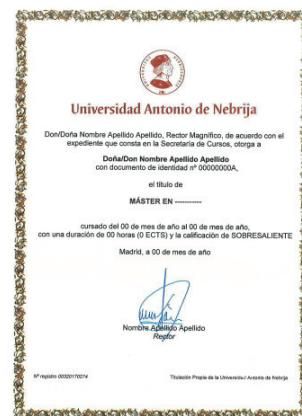 Universidad Antonio de Nebrija
Don/Doña Nombre Apellido Apellido, Rector Magnífico, de acuerdo con el
expediente que consta en la Secretaría de Cursos, otorga a
Doña/Don Nombre Apellido Apellido
con documento de identidad nº 00000000A,
el título de
MÁSTER EN -----------
cursado del 00 de mes de año al 00 de mes de año,
con una duración de 00 horas (0 ECTS) y la calificación de SOBRESALIENTE
Madrid, a 00 de mes de año
Nombre Apellido Apellido
Rector
Nº registro 00320170274
Titulación Propia de la Universidad Antonio de Nebrija